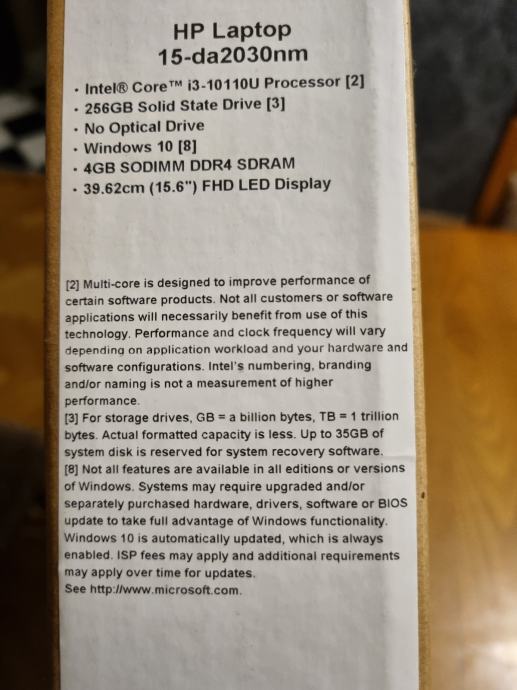 HP Laptop
15-da2030nm
· Intel® Core™ i3-10110U Processor [2]
· 256GB Solid State Drive [3]
· No Optical Drive
· Windows 10 [8]
· 4GB SODIMM DDR4 SDRAM
· 39.62cm (15.6") FHD LED Display
[2] Multi-core is designed to improve performance of
certain software products. Not all customers or software
applications will necessarily benefit from use of this
technology. Performance and clock frequency will vary
depending on application workload and your hardware and
software configurations. Intel's numbering, branding
and/or naming is not a measurement of higher
performance.
[3] For storage drives, GB = a billion bytes, TB = 1 trillion
bytes. Actual formatted capacity is less. Up to 35GB of
system disk is reserved for system recovery software.
[8] Not all features are available in all editions or versions
of Windows. Systems may require upgraded and/or
separately purchased hardware, drivers, software or BIOS
update to take full advantage of Windows functionality.
Windows 10 is automatically updated, which is always
enabled. ISP fees may apply and additional requirements
may apply over time for updates.
See http://www.microsoft.com.